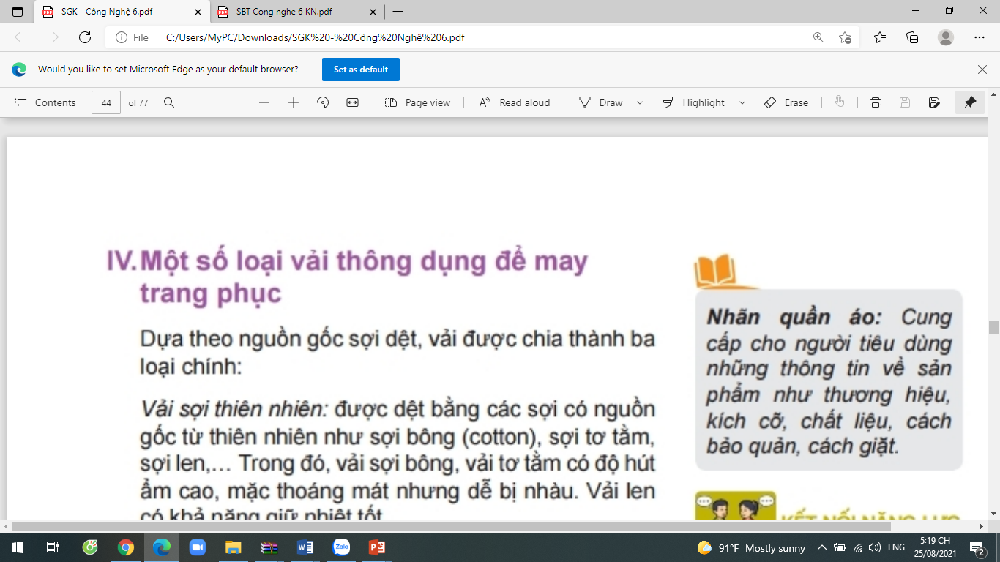 SGK - Công Nghệ 6.pdf
SBT Cong nghe 6 KN.pdf
File
C:/Users/MyPC/Downloads/SGK%20-%20Công%20Nghệ%206.pdf
Would you like to set Microsoft Edge as your default browser?
Set as default
Contents
44
of 77
Page view
Read aloud
Draw
Highlight
Erase
IV. Một số loại vải thông dụng để may
trang phục
Dựa theo nguồn gốc sợi dệt, vải được chia thành ba
loại chính:
Vải sợi thiên nhiên: được dệt bằng các sợi có nguồn
gốc từ thiên nhiên như sợi bông (cotton), sợi tơ tằm,
sợi len,... Trong đó, vải sợi bông, vải tơ tằm có độ hút
ẩm cao, mặc thoáng mát nhưng dễ bị nhàu. Vải len
có khả năng giữ nhiệt tốt
Nhãn quần áo: Cung
cấp cho người tiêu dùng
những thông tin về sản
phẩm như thương hiệu,
kích cỡ, chất liệu, cách
bảo quản, cách giặt.
KẾT NỐI NĂNG LỰC
91°F Mostly sunny
ENG
5:19 CH
25/08/2021
2